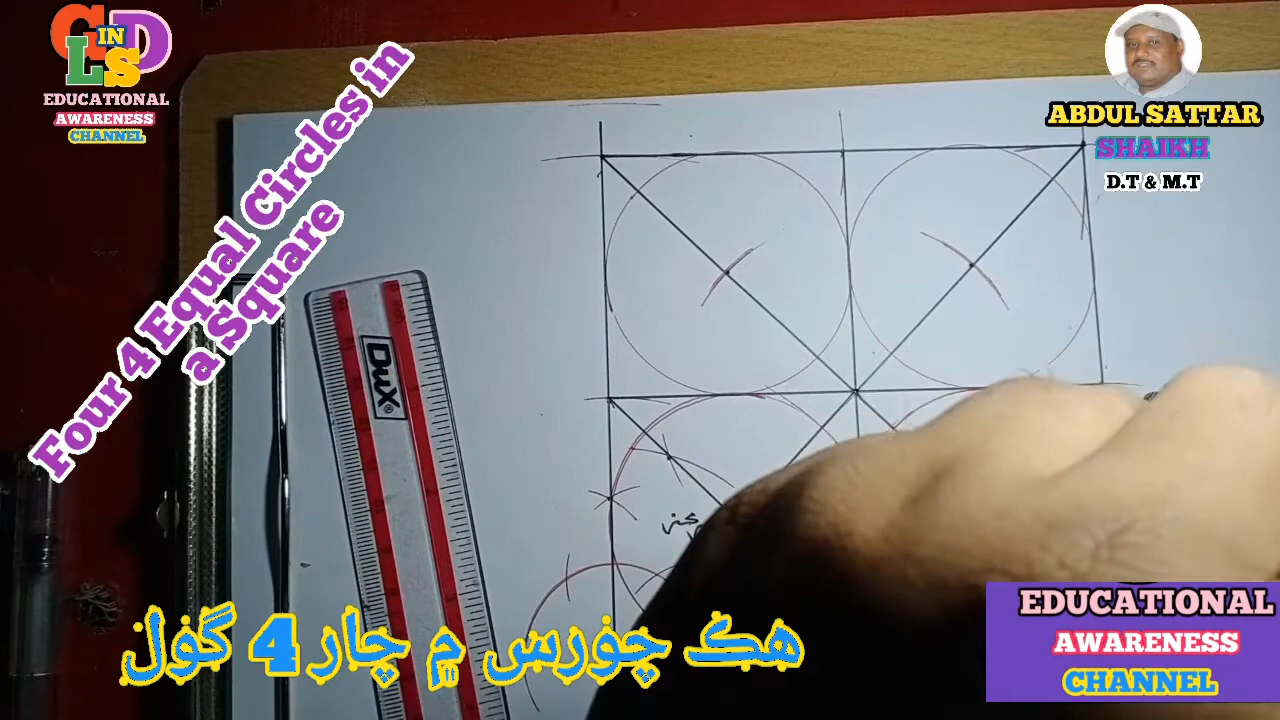 G IN D
L S
EDUCATIONAL
AWARENESS
CHANNEL
Four 4 Equal Circles in
a Square
ABDUL SATTAR
SHAIKH
D.T & M.T
Dux®
هڪ چورس ۾ چار 4 گول
EDUCATIONAL
AWARENESS
CHANNEL